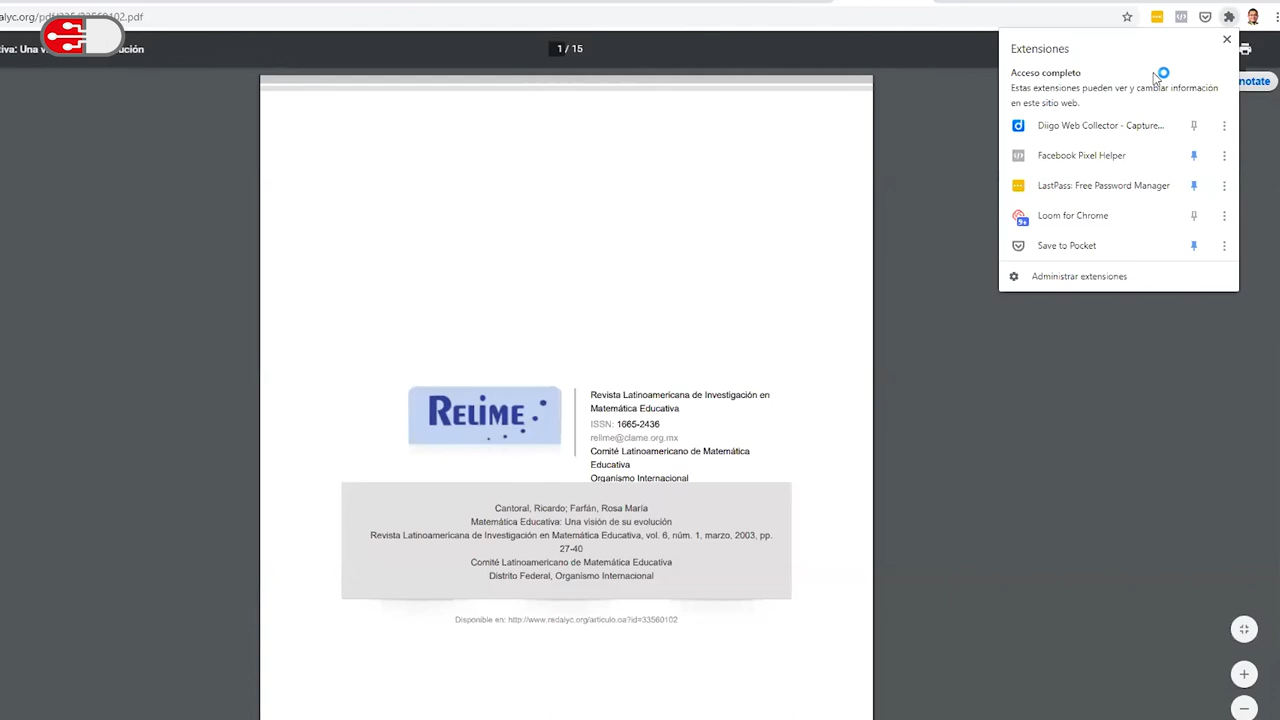 alyc.org/pdf/335/33560102.pdf
tiva: Una vi
ución
1 / 15
Extensiones
Acceso completo
Estas extensiones pueden ver y cambiar información
en este sitio web.
notate
Diigo Web Collector - Capture...
Facebook Pixel Helper
LastPass: Free Password Manager
Loom for Chrome
9+
Save to Pocket
Administrar extensiones
RELIME
Revista Latinoamericana de Investigación en
Matemática Educativa
ISSN: 1665-2436
relime@clame.org.mx
Comité Latinoamericano de Matemática
Educativa
Organismo Internacional
Cantoral, Ricardo; Farfán, Rosa María
Matemática Educativa: Una visión de su evolución
Revista Latinoamericana de Investigación en Matemática Educativa, vol. 6, núm. 1, marzo, 2003, pp.
27-40
Comité Latinoamericano de Matemática Educativa
Distrito Federal, Organismo Internacional
Disponible en: http://www.redalyc.org/articulo.oa?id=33560102